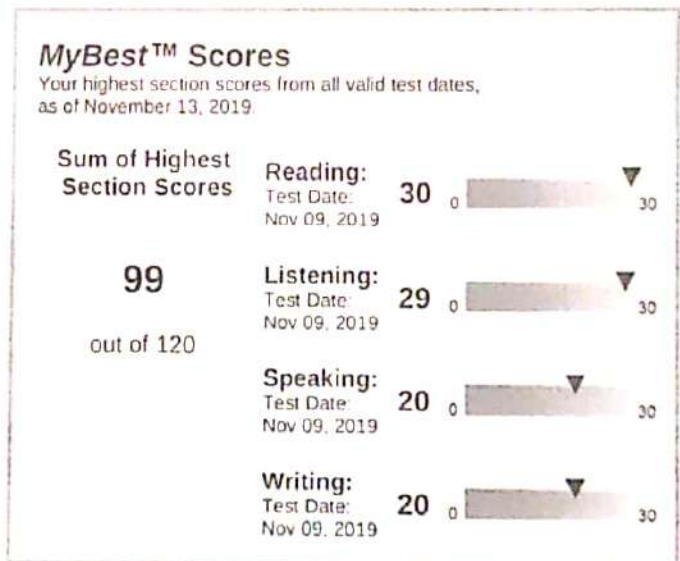 MyBest™ Scores
Your highest section scores from all valid test dates,
as of November 13, 2019.
Sum of Highest
Section Scores
99
out of 120
Reading:
Test Date:
Nov 09, 2019
30
0
30
Listening:
Test Date:
Nov 09, 2019
29
0
30
Speaking:
Test Date:
Nov 09, 2019
20
0
30
Writing:
Test Date:
Nov 09, 2019
20
0
30